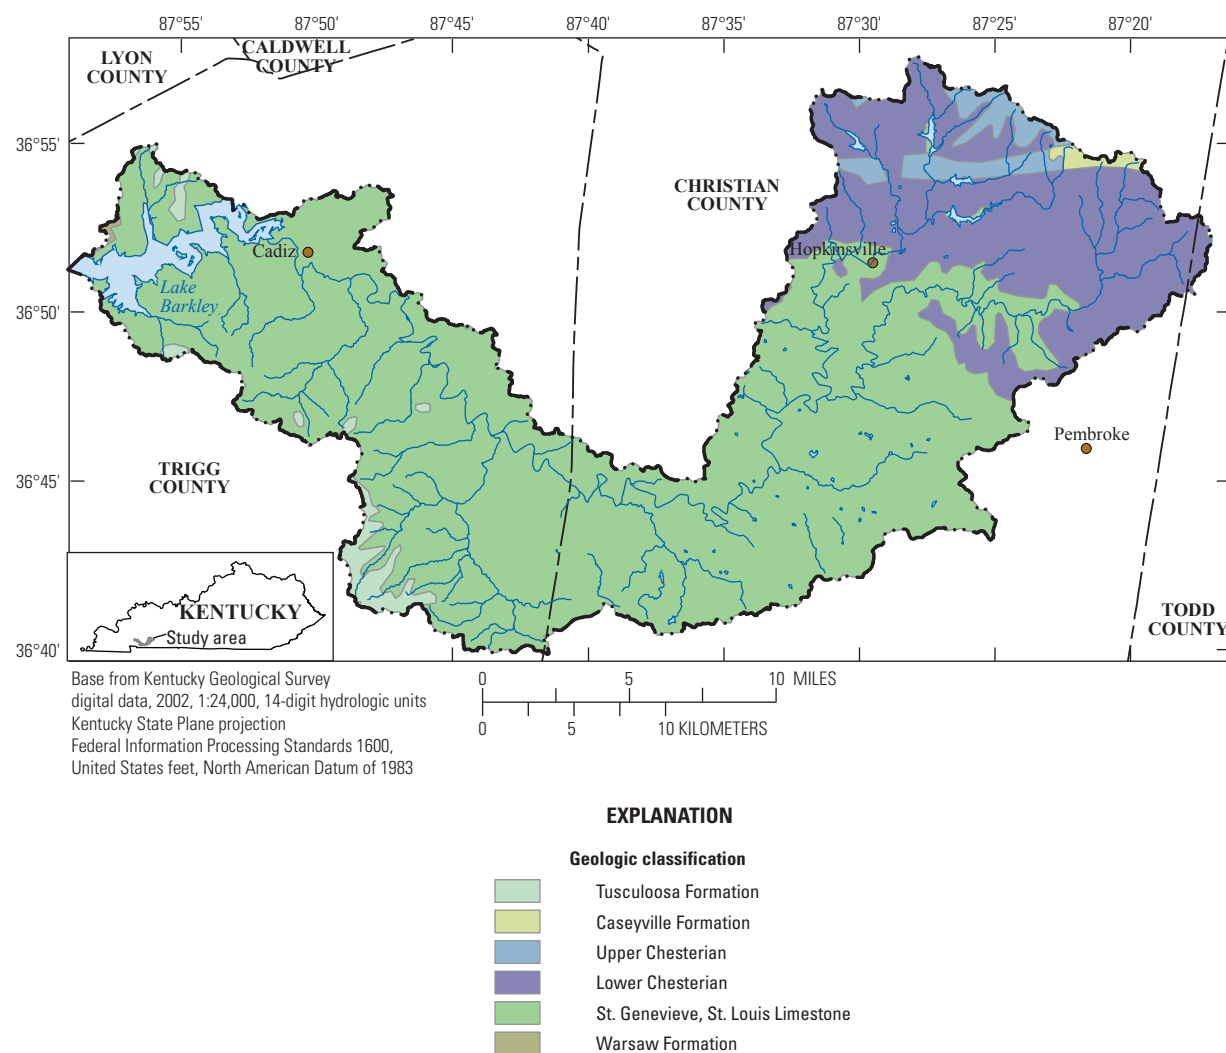 87°55' 87°50' 87°45' 87°40' 87°35' 87°30' 87°25' 87°20'
LYON
COUNTY
CALDWELL
COUNTY
36°55'
CHRISTIAN
COUNTY
Hopkinsville
Cadiz
Lake
Barkley
36°50'
Pembroke
TRIGG
COUNTY
36°45'
KENTUCKY
Study area
TODD
COUNTY
36°40'
Base from Kentucky Geological Survey
digital data, 2002, 1:24,000, 14-digit hydrologic units
Kentucky State Plane projection
Federal Information Processing Standards 1600,
United States feet, North American Datum of 1983
0 5 10 MILES
0 5 10 KILOMETERS
EXPLANATION
Geologic classification
Tusculoosa Formation
Caseyville Formation
Upper Chesterian
Lower Chesterian
St. Genevieve, St. Louis Limestone
Warsaw Formation